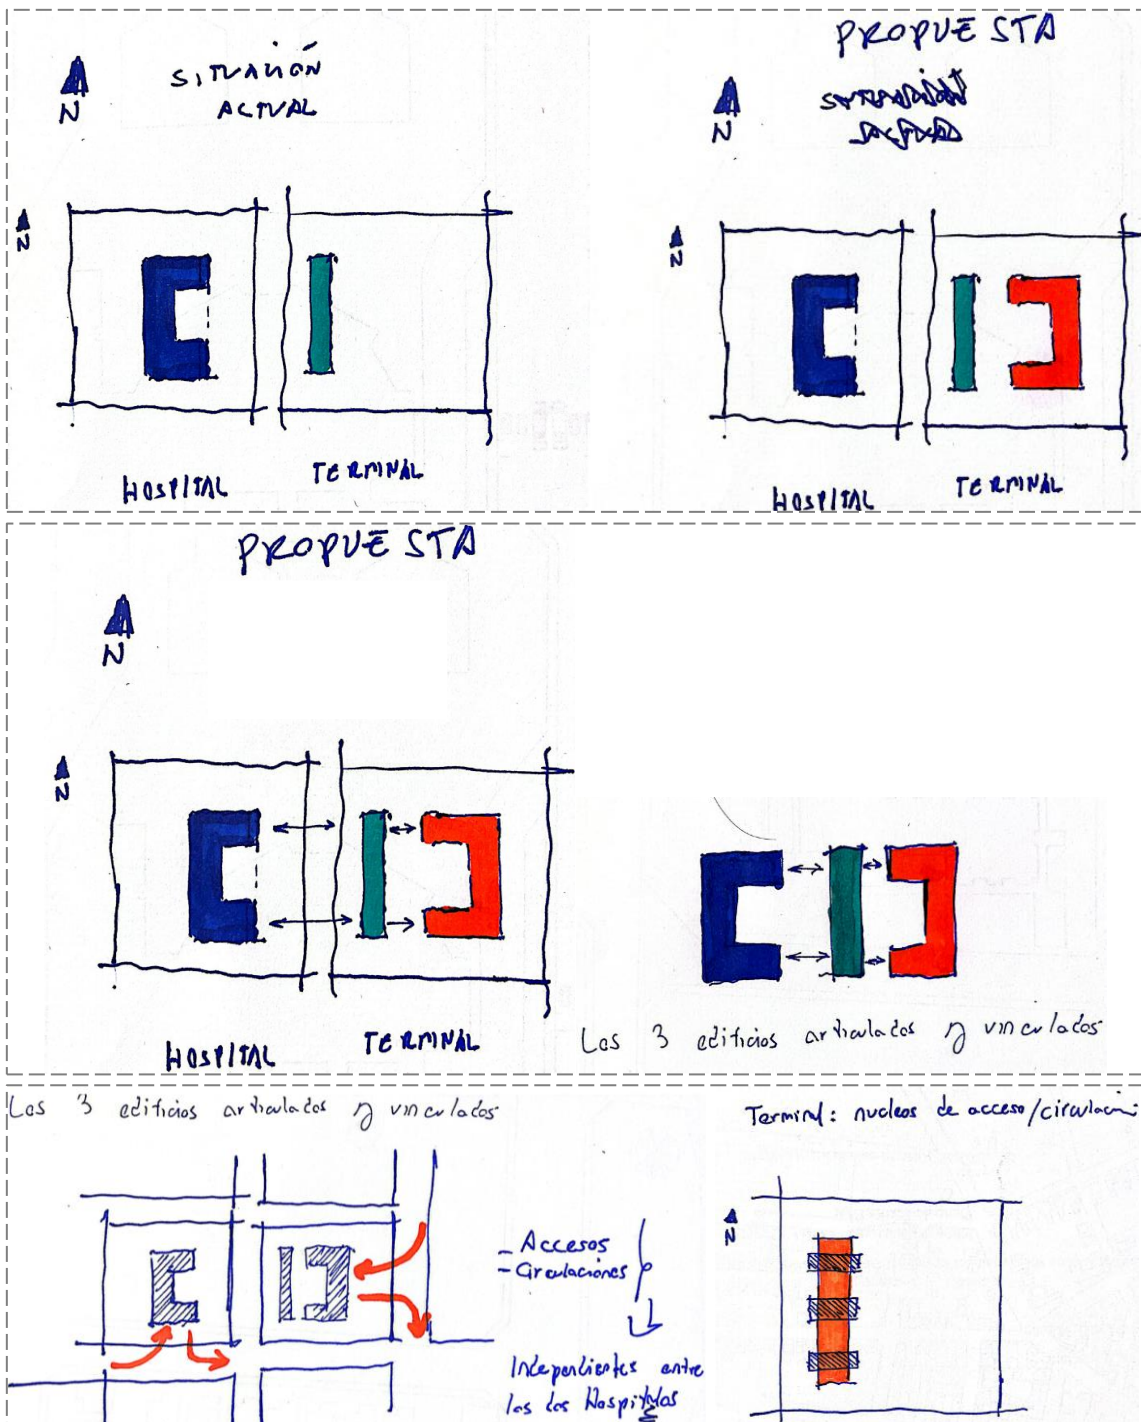 SITUACIÓN
ACTUAL
N
N
HOSPITAL
TERMINAL
PROPUESTA
N
N
HOSPITAL
TERMINAL
PROPUESTA
N
N
HOSPITAL
TERMINAL
Los 3 edificios articulados y vinculados
Los 3 edificios articulados y vinculados
- Accesos
- Circulaciones
Independientes entre
los dos Hospitales
Terminal: nucleos de acceso/circulación
N